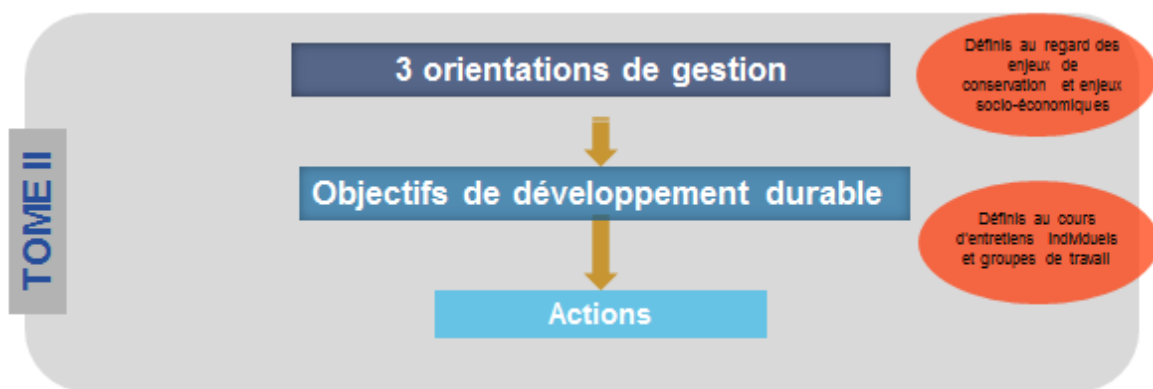 3 orientations de gestion
Définis au regard des
enjeux de
conservation et enjeux
socio-économiques
TOME II
Objectifs de développement durable
Définis au cours
d'entretiens individuels
et groupes de travail
Actions